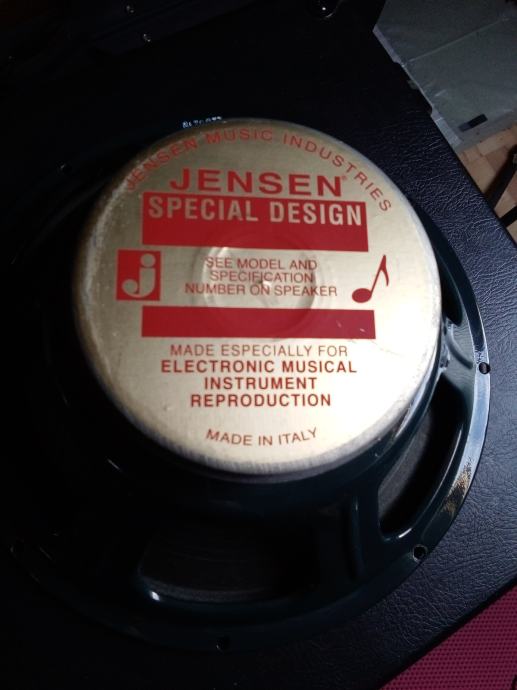 JENSEN MUSIC INDUSTRIES
JENSEN®
SPECIAL DESIGN
j
SEE MODEL AND
SPECIFICATION
NUMBER ON SPEAKER
MADE ESPECIALLY FOR
ELECTRONIC MUSICAL
INSTRUMENT
REPRODUCTION
MADE IN ITALY